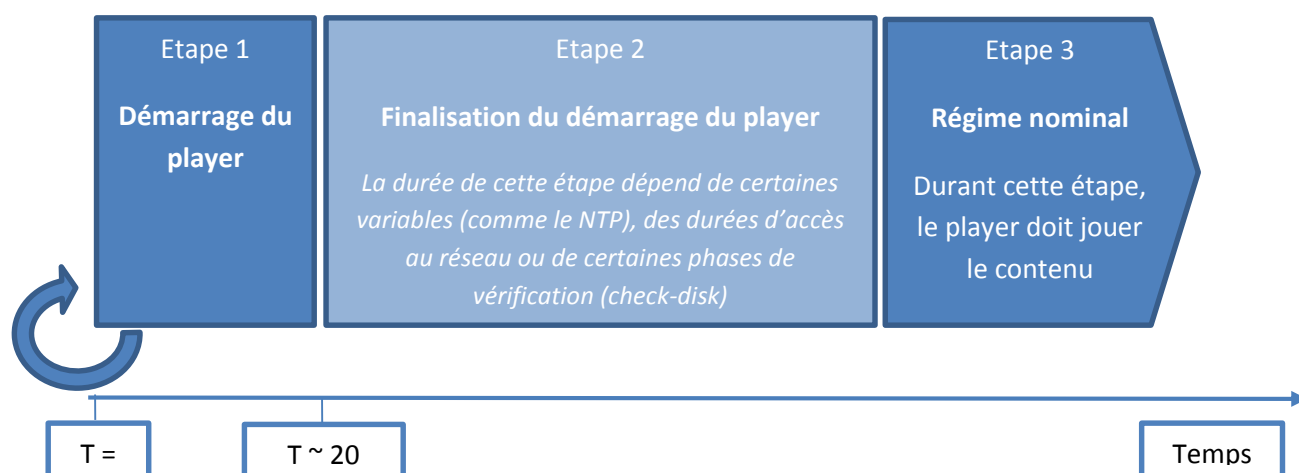 Etape 1
Démarrage du
player
Etape 2
Finalisation du démarrage du player
La durée de cette étape dépend de certaines
variables (comme le NTP), des durées d’accès
au réseau ou de certaines phases de
vérification (check-disk)
Etape 3
Régime nominal
Durant cette étape,
le player doit jouer
le contenu
T =
T ~ 20
Temps